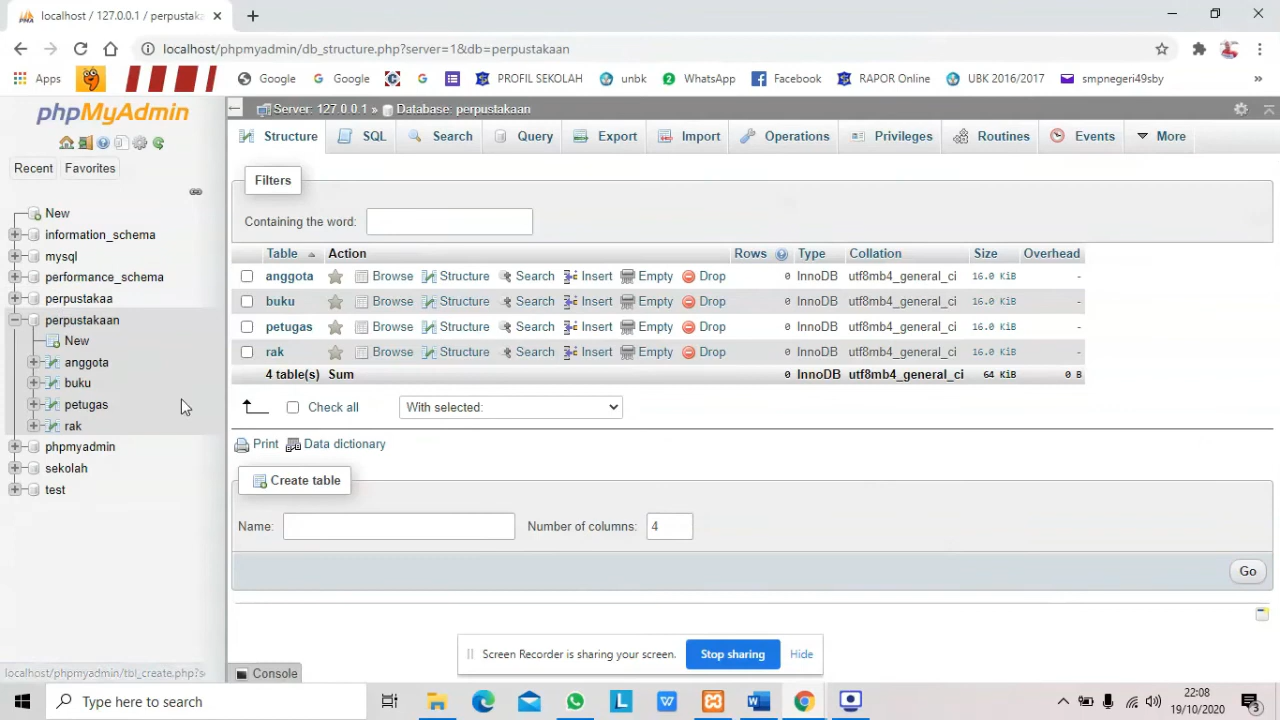 localhost / 127.0.0.1 / perpustaka
localhost/phpmyadmin/db_structure.php?server=1&db=perpustakaan
Apps Google Google PROFIL SEKOLAH unbk WhatsApp Facebook RAPOR Online UBK 2016/2017 smpnegeri49sby »
phpMyAdmin
Recent Favorites
New
information_schema
mysql
performance_schema
perpustakaa
perpustakaan
New
anggota
buku
petugas
rak
phpmyadmin
sekolah
test
localhost/phpmyadmin/tbl_create.php?s
Server: 127.0.0.1 » Database: perpustakaan
Structure SQL Search Query Export Import Operations Privileges Routines Events More
Filters
Containing the word:
Table Action Rows Type Collation Size Overhead
anggota Browse Structure Search Insert Empty Drop 0 InnoDB utf8mb4_general_ci 16.0 KiB -
buku Browse Structure Search Insert Empty Drop 0 InnoDB utf8mb4_general_ci 16.0 KiB -
petugas Browse Structure Search Insert Empty Drop 0 InnoDB utf8mb4_general_ci 16.0 KiB -
rak Browse Structure Search Insert Empty Drop 0 InnoDB utf8mb4_general_ci 16.0 KiB -
4 table(s) Sum 0 InnoDB utf8mb4_general_ci 64 KiB 0 B
Check all With selected:
Print Data dictionary
Create table
Name: Number of columns: 4
Go
Screen Recorder is sharing your screen. Stop sharing Hide
Console
Type here to search
22:08
19/10/2020
3